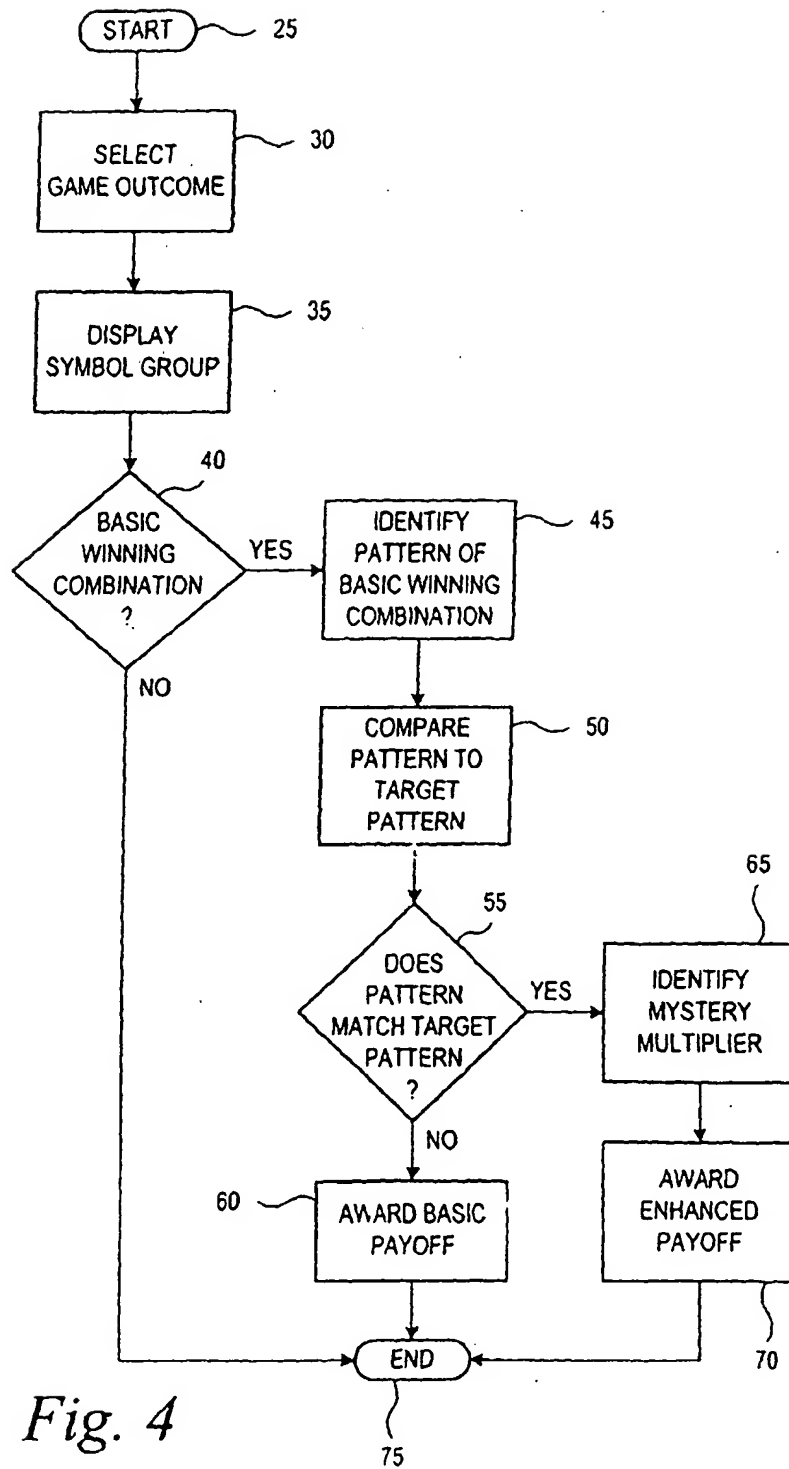 START
25
SELECT
GAME OUTCOME
30
DISPLAY
SYMBOL GROUP
35
BASIC
WINNING
COMBINATION
?
40
YES
NO
IDENTIFY
PATTERN OF
BASIC WINNING
COMBINATION
45
COMPARE
PATTERN TO
TARGET
PATTERN
50
DOES
PATTERN
MATCH TARGET
PATTERN
?
55
YES
NO
IDENTIFY
MYSTERY
MULTIPLIER
65
60
AWARD BASIC
PAYOFF
AWARD
ENHANCED
PAYOFF
70
END
75
Fig. 4